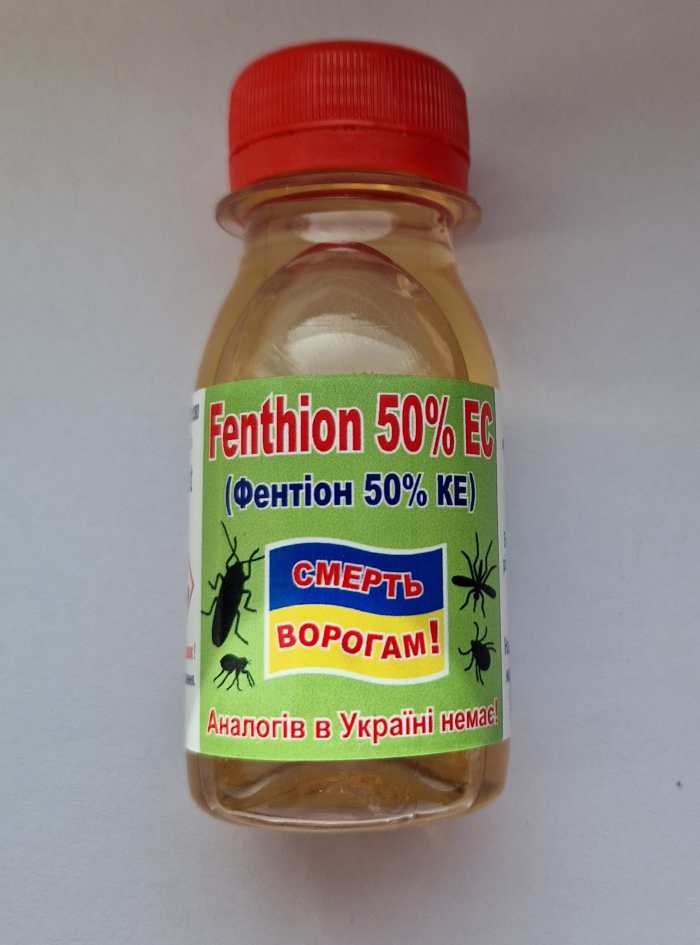 Fenthion 50% EC
(Фентіон 50% КЕ)
СМЕРТЬ
ВОРОГАМ!
Аналогів в Україні немає!